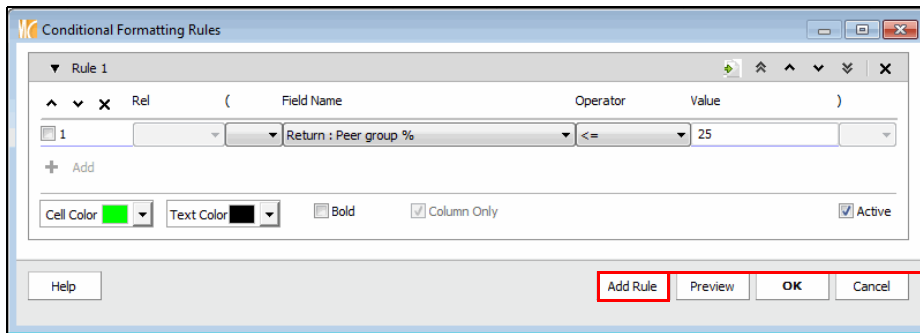 Conditional Formatting Rules
Rule 1
Rel ( Field Name Operator Value )
1 Return : Peer group % <= 25
Add
Cell Color Text Color Bold Column Only Active
Help Add Rule Preview OK Cancel